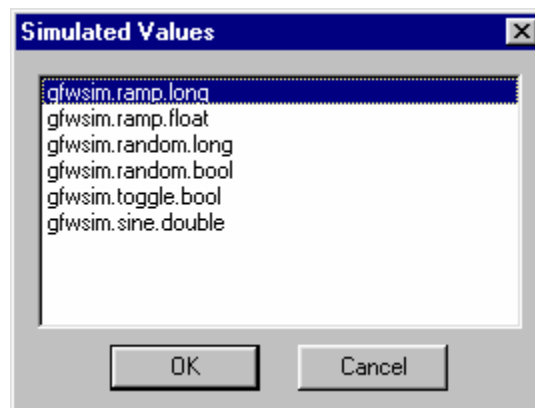 Simulated Values
gfwsim.ramp.long
gfwsim.ramp.float
gfwsim.random.long
gfwsim.random.bool
gfwsim.toggle.bool
gfwsim.sine.double
OK Cancel